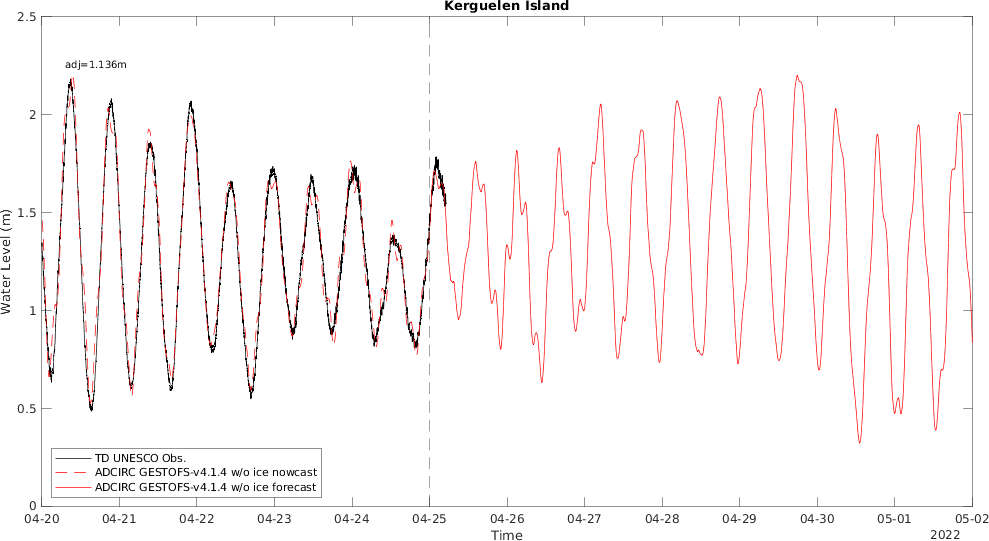 Kerguelen Island
adj=1.136m
2.5
2
1.5
1
0.5
0
Water Level (m)
TD UNESCO Obs.
ADCIRC GESTOFS-v4.1.4 w/o ice nowcast
ADCIRC GESTOFS-v4.1.4 w/o ice forecast
04-20 04-21 04-22 04-23 04-24 04-25 04-26 04-27 04-28 04-29 04-30 05-01 05-02
Time
2022